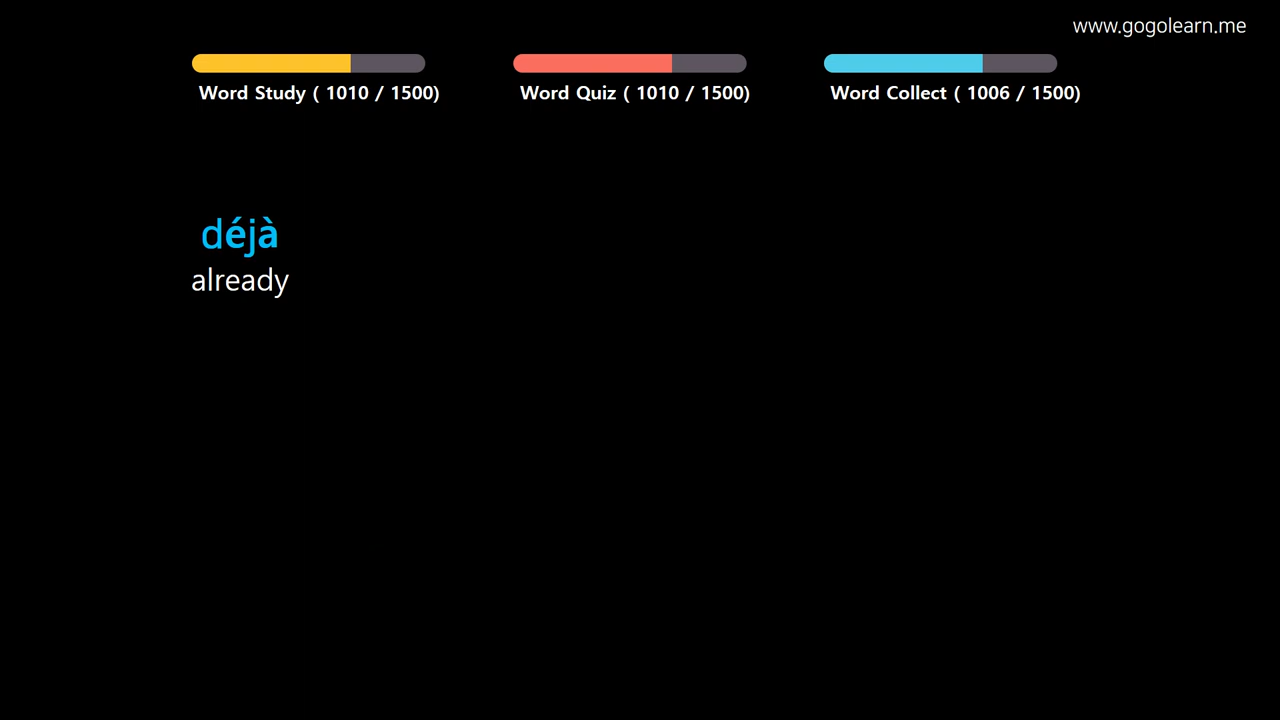 www.gogolearn.me
Word Study ( 1010 / 1500)
Word Quiz ( 1010 / 1500)
Word Collect ( 1006 / 1500)
déjà
already